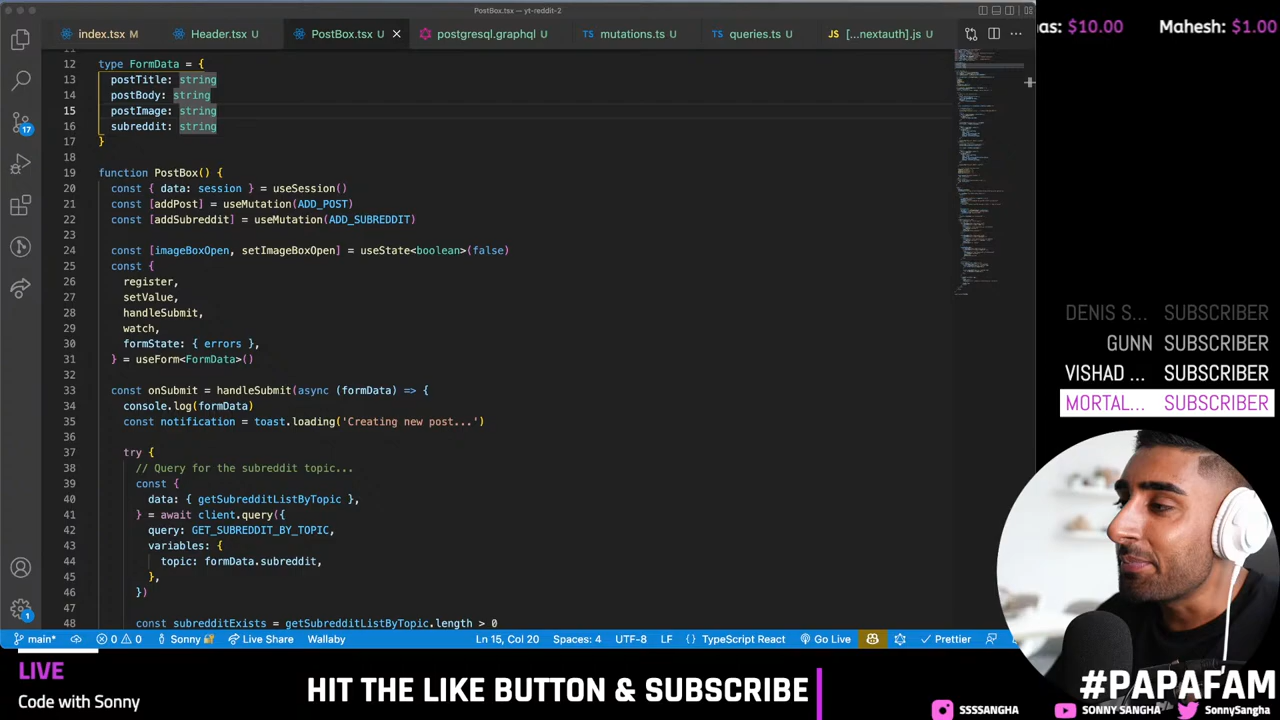 PostBox.tsx — yt-reddit-2
index.tsx M
Header.tsx U
PostBox.tsx U
postgresql.graphql U
mutations.ts U
queries.ts U
JS [...nextauth].js U
as: $10.00 Mahesh: $1.00
12 type FormData = {
13 postTitle: string
14 postBody: string
15 postImage: string
16 subreddit: string
17 }
18
19 function PostBox() {
20 const { data: session } = useSession()
21 const [addPost] = useMutation(ADD_POST)
22 const [addSubreddit] = useMutation(ADD_SUBREDDIT)
23
24 const [imageBoxOpen, setImageBoxOpen] = useState<boolean>(false)
25 const {
26 register,
27 setValue,
28 handleSubmit,
29 watch,
30 formState: { errors },
31 } = useForm<FormData>()
32
33 const onSubmit = handleSubmit(async (formData) => {
34 console.log(formData)
35 const notification = toast.loading('Creating new post...')
36
37 try {
38 // Query for the subreddit topic...
39 const {
40 data: { getSubredditListByTopic },
41 } = await client.query({
42 query: GET_SUBREDDIT_BY_TOPIC,
43 variables: {
44 topic: formData.subreddit,
45 },
46 })
47
48 const subredditExists = getSubredditListByTopic.length > 0
17
1
DENIS S... SUBSCRIBER
GUNN SUBSCRIBER
VISHAD ... SUBSCRIBER
MORTAL... SUBSCRIBER
main* 0 0 Sonny Live Share Wallaby Ln 15, Col 20 Spaces: 4 UTF-8 LF {} TypeScript React Go Live Prettier
LIVE
Code with Sonny
HIT THE LIKE BUTTON & SUBSCRIBE
#PAPAFAM
SSSSANGHA SONNY SANGHA SonnySangha